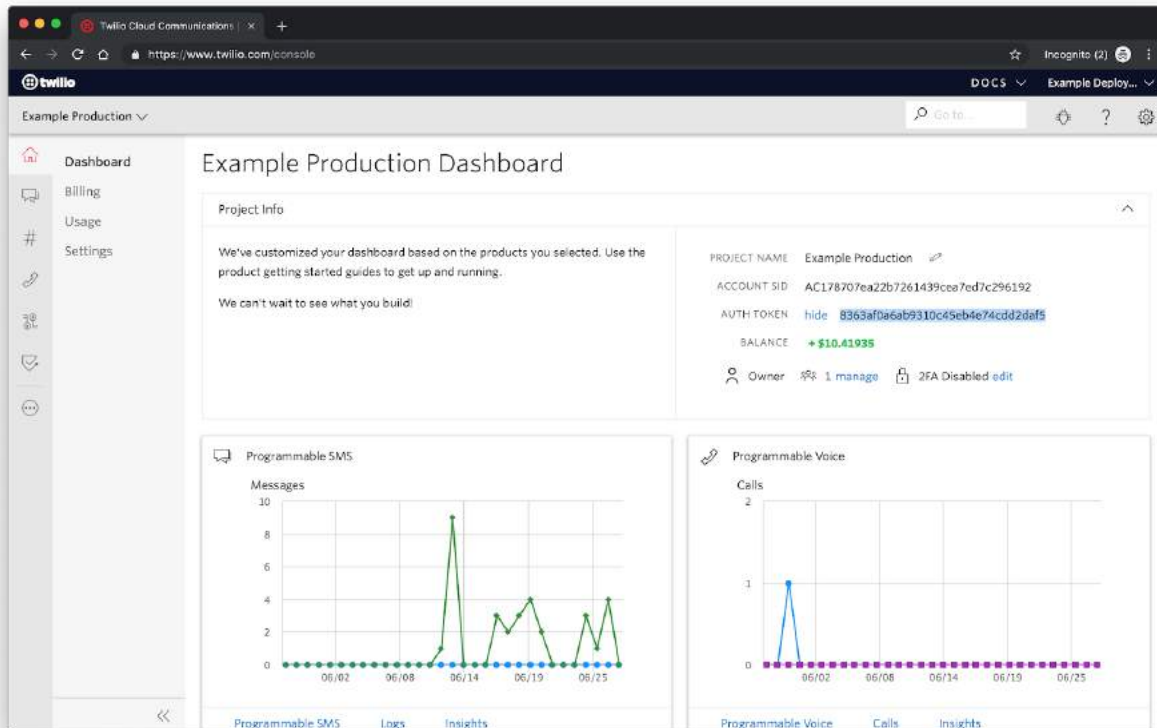 Twilio Cloud Communications |
https://www.twilio.com/console
Incognito (2)
twilio
DOCS
Example Deploy...
Example Production
Go to...
?
Dashboard
Billing
Usage
Settings
Example Production Dashboard
Project Info
We've customized your dashboard based on the products you selected. Use the
product getting started guides to get up and running.
We can't wait to see what you build!
PROJECT NAME Example Production
ACCOUNT SID AC178707ea22b7261439cea7ed7c296192
AUTH TOKEN hide 8363af0a6ab9310c45eb4e74cdd2daf5
BALANCE + $10.41935
Owner 1 manage 2FA Disabled edit
Programmable SMS
Messages
10
8
6
4
2
0
06/02 06/08 06/14 06/19 06/25
Programmable SMS Logs Insights
Programmable Voice
Calls
2
1
0
06/02 06/08 06/14 06/19 06/25
Programmable Voice Calls Insights